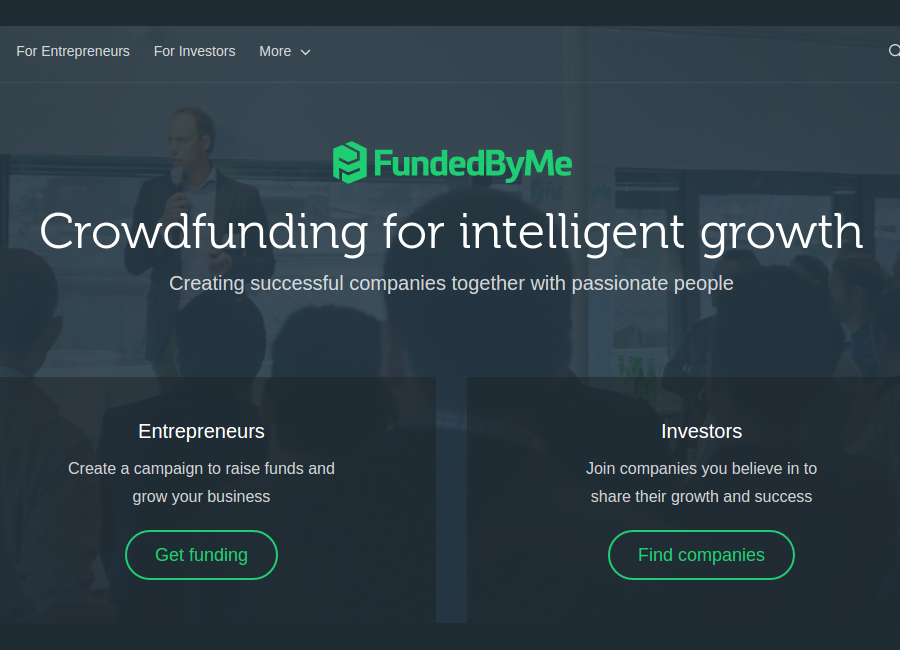 For Entrepreneurs For Investors More
FundedByMe
Crowdfunding for intelligent growth
Creating successful companies together with passionate people
Entrepreneurs
Create a campaign to raise funds and
grow your business
Get funding
Investors
Join companies you believe in to
share their growth and success
Find companies